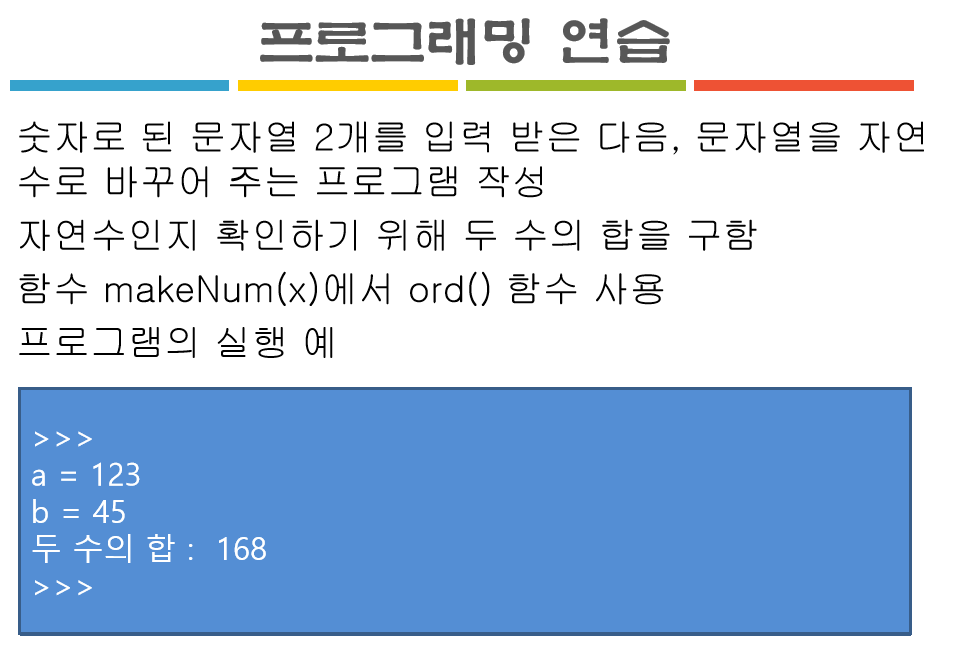 프로그래밍 연습
숫자로 된 문자열 2개를 입력 받은 다음, 문자열을 자연
수로 바꾸어 주는 프로그램 작성
자연수인지 확인하기 위해 두 수의 합을 구함
함수 makeNum(x)에서 ord() 함수 사용
프로그램의 실행 예
>>>
a = 123
b = 45
두 수의 합 :  168
>>>